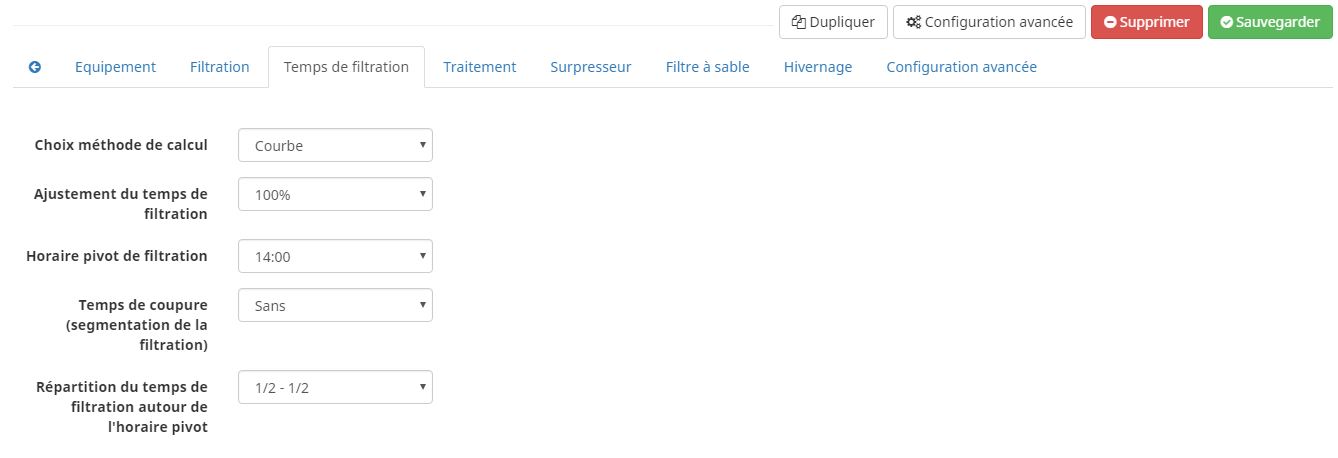 Dupliquer
Configuration avancée
Supprimer
Sauvegarder
Equipement
Filtration
Temps de filtration
Traitement
Surpresseur
Filtre à sable
Hivernage
Configuration avancée
Choix méthode de calcul
Courbe
Ajustement du temps de
filtration
100%
Horaire pivot de filtration
14:00
Temps de coupure
(segmentation de la
filtration)
Sans
Répartition du temps de
filtration autour de
l'horaire pivot
1/2 - 1/2